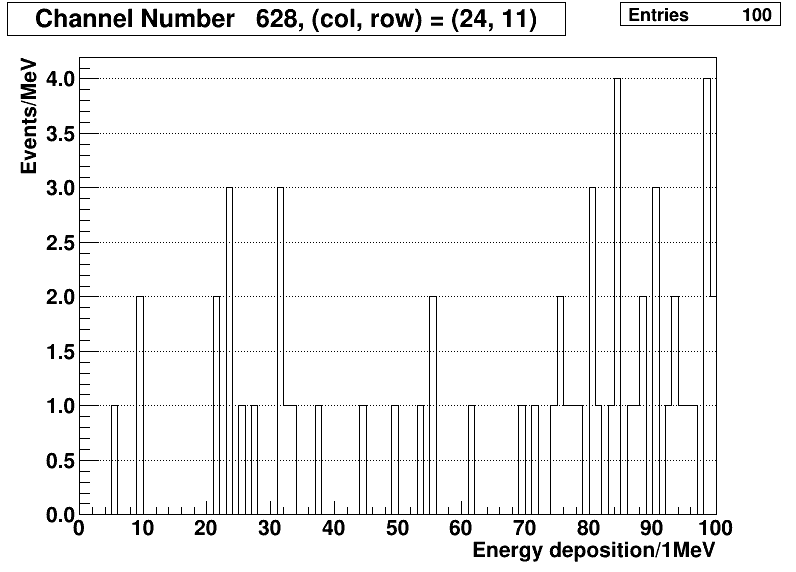 Channel Number 628, (col, row) = (24, 11)
Entries 100
Events/MeV
4.0
3.5
3.0
2.5
2.0
1.5
1.0
0.5
0.0
0 10 20 30 40 50 60 70 80 90 100
Energy deposition/1MeV